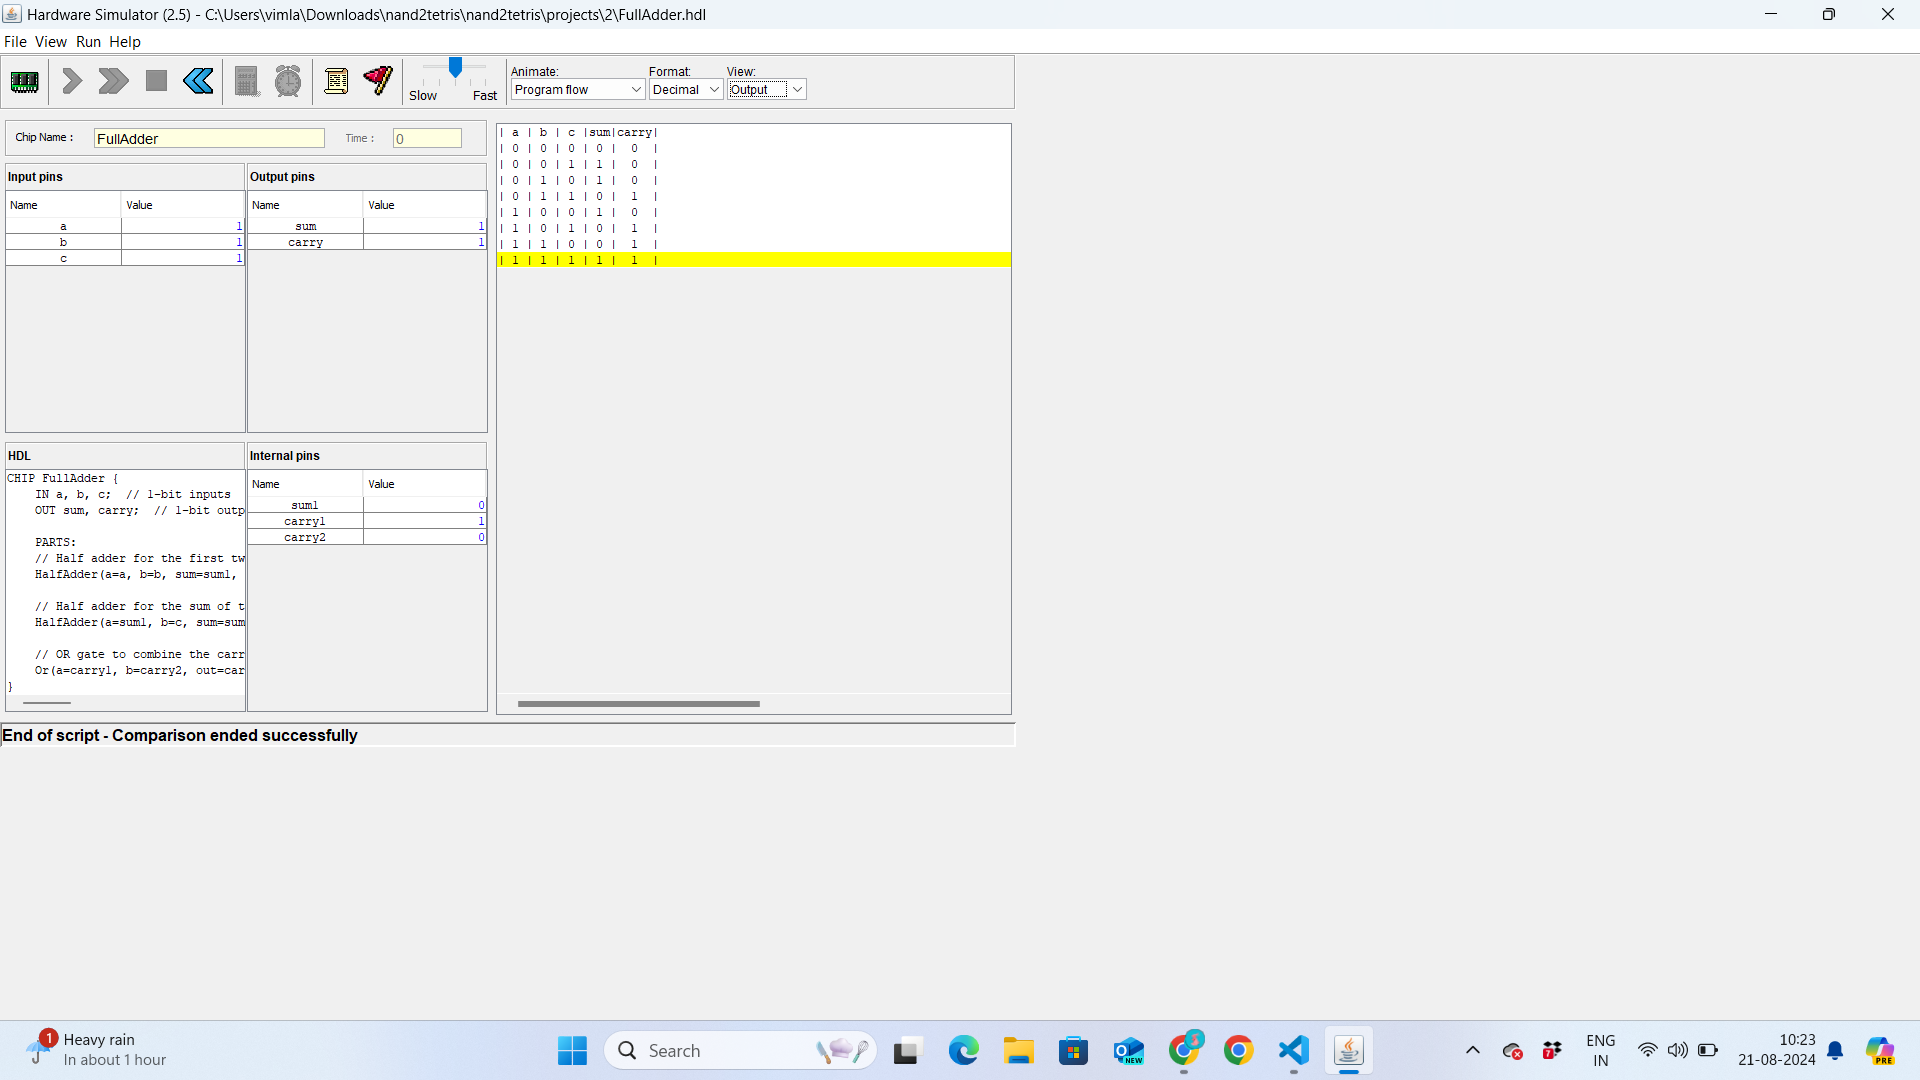 Hardware Simulator (2.5) - C:\Users\vimla\Downloads\nand2tetris\nand2tetris\projects\2\FullAdder.hdl
File View Run Help
Slow Fast
Animate: Format: View:
Program flow Decimal Output
Chip Name : FullAdder Time : 0
Input pins
Name Value
a 1
b 1
c 1
Output pins
Name Value
sum 1
carry 1
HDL
CHIP FullAdder {
    IN a, b, c;  // 1-bit inputs
    OUT sum, carry;  // 1-bit outp
    PARTS:
    // Half adder for the first tw
    HalfAdder(a=a, b=b, sum=sum1,
    // Half adder for the sum of t
    HalfAdder(a=sum1, b=c, sum=sum
    // OR gate to combine the carr
    Or(a=carry1, b=carry2, out=car
}
Internal pins
Name Value
sum1 0
carry1 1
carry2 0
| a | b | c |sum|carry|
| 0 | 0 | 0 | 0 |  0  |
| 0 | 0 | 1 | 1 |  0  |
| 0 | 1 | 0 | 1 |  0  |
| 0 | 1 | 1 | 0 |  1  |
| 1 | 0 | 0 | 1 |  0  |
| 1 | 0 | 1 | 0 |  1  |
| 1 | 1 | 0 | 0 |  1  |
| 1 | 1 | 1 | 1 |  1  |
End of script - Comparison ended successfully
1
Heavy rain
In about 1 hour
Search
NEW
7
ENG
IN
10:23
21-08-2024
PRE